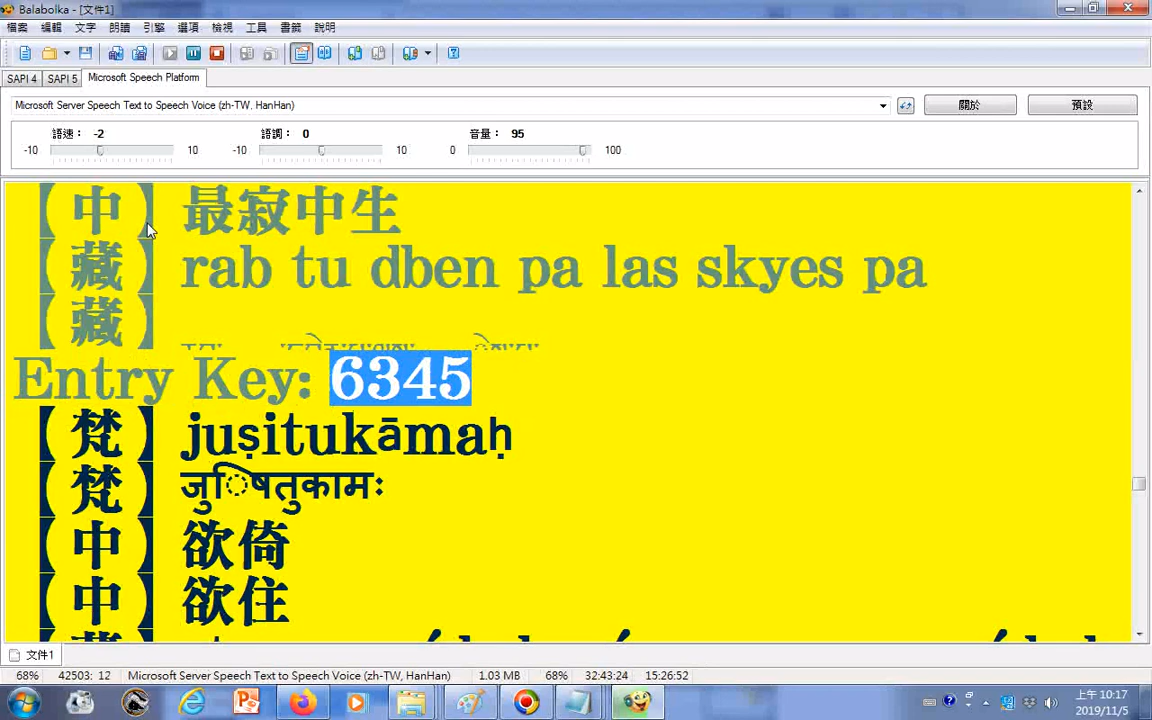 Balabolka - [文件1]
檔案 編輯 文字 朗讀 引擎 選項 檢視 工具 書籤 說明
SAPI 4 SAPI 5 Microsoft Speech Platform
Microsoft Server Speech Text to Speech Voice (zh-TW, HanHan) 關於 預設
語速： -2 語調： 0 音量： 95
-10 10 -10 10 0 100
【中】 最寂中生
【藏】 rab tu dben pa las skyes pa
【藏】
Entry Key: 6345
【梵】 juṣitukāmaḥ
【梵】 जुिषतुकामः
【中】 欲倚
【中】 欲住
文件1
68% 42503: 12 Microsoft Server Speech Text to Speech Voice (zh-TW, HanHan) 1.03 MB 68% 32:43:24 15:26:52
上午 10:17
2019/11/5